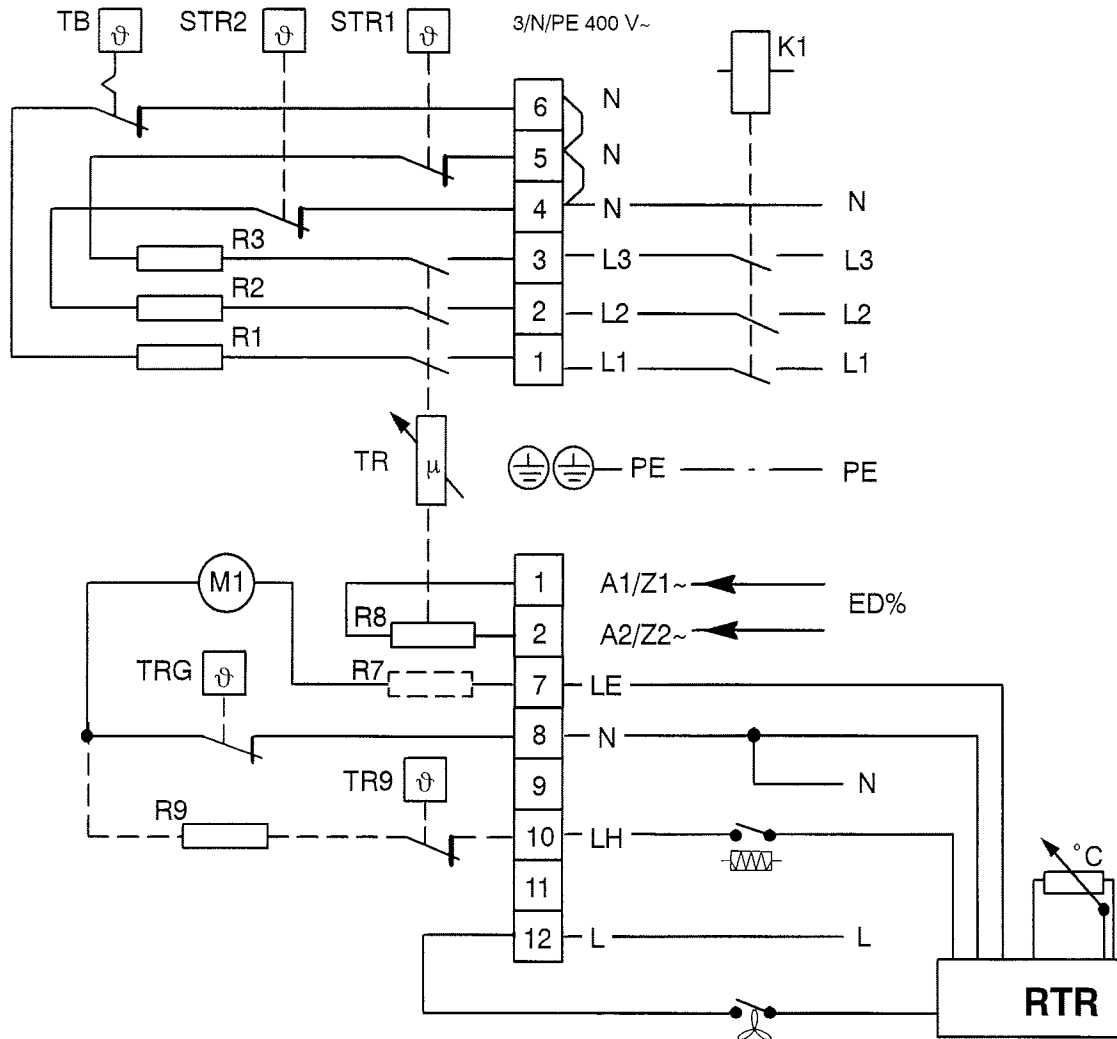 TB ϑ STR2 ϑ STR1 ϑ 3/N/PE 400 V~ K1
6 N
5 N
4 N N
R3 3 L3 L3
R2 2 L2 L2
R1 1 L1 L1
TR μ PE PE
M1 1 A1/Z1~ ED%
R8 2 A2/Z2~
TRG ϑ R7 7 LE
8 N
TR9 ϑ 9 N
R9 10 LH
°C
11
12 L L
RTR